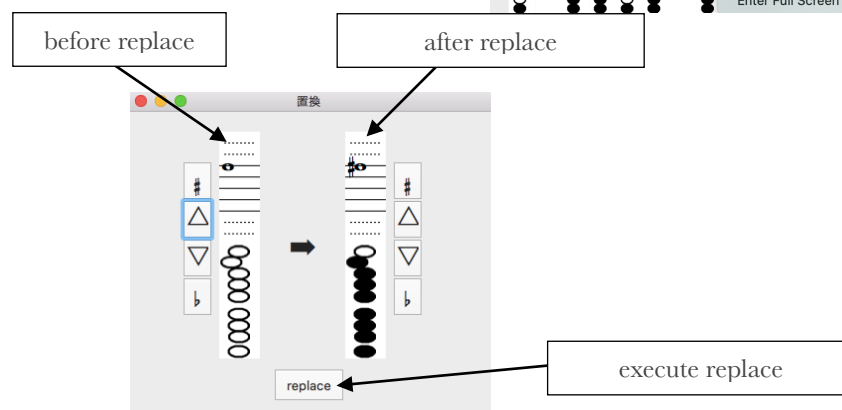 Enter Full Screen
before replace
after replace
置換
♯
♯
♭
♭
replace
execute replace